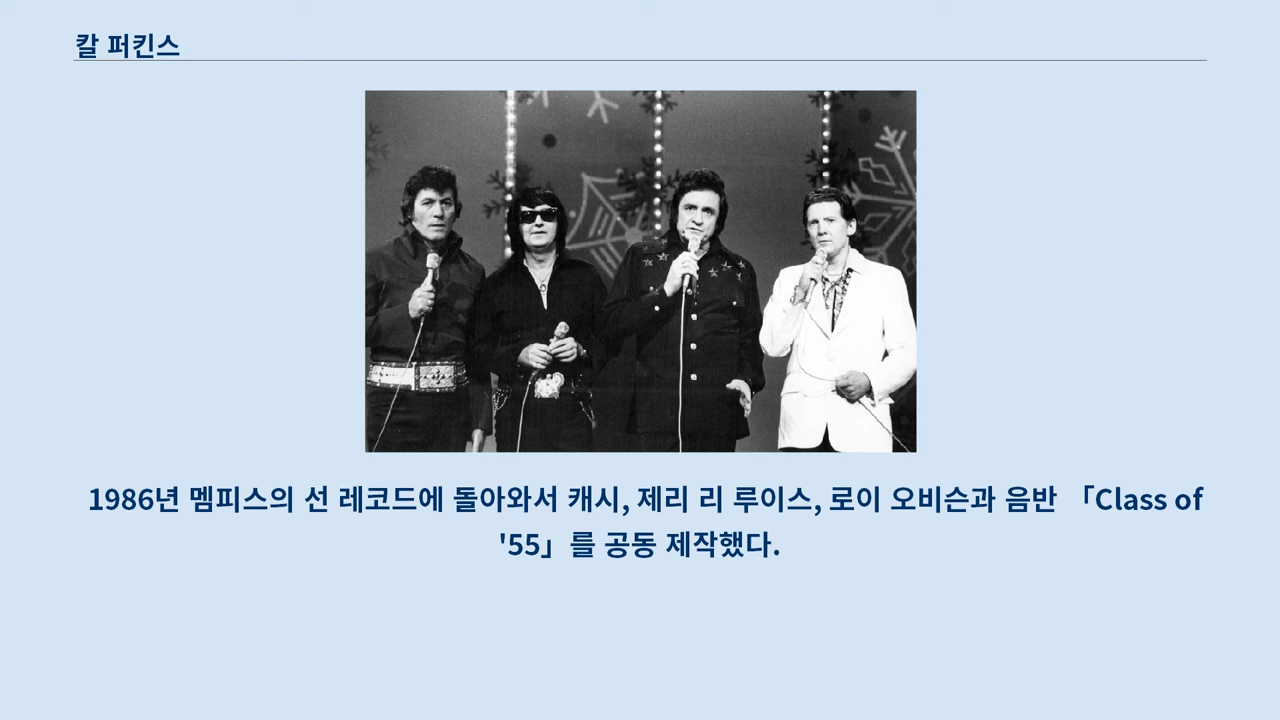 칼 퍼킨스
1986년 멤피스의 선 레코드에 돌아와서 캐시, 제리 리 루이스, 로이 오비슨과 음반 「Class of
'55」를 공동 제작했다.